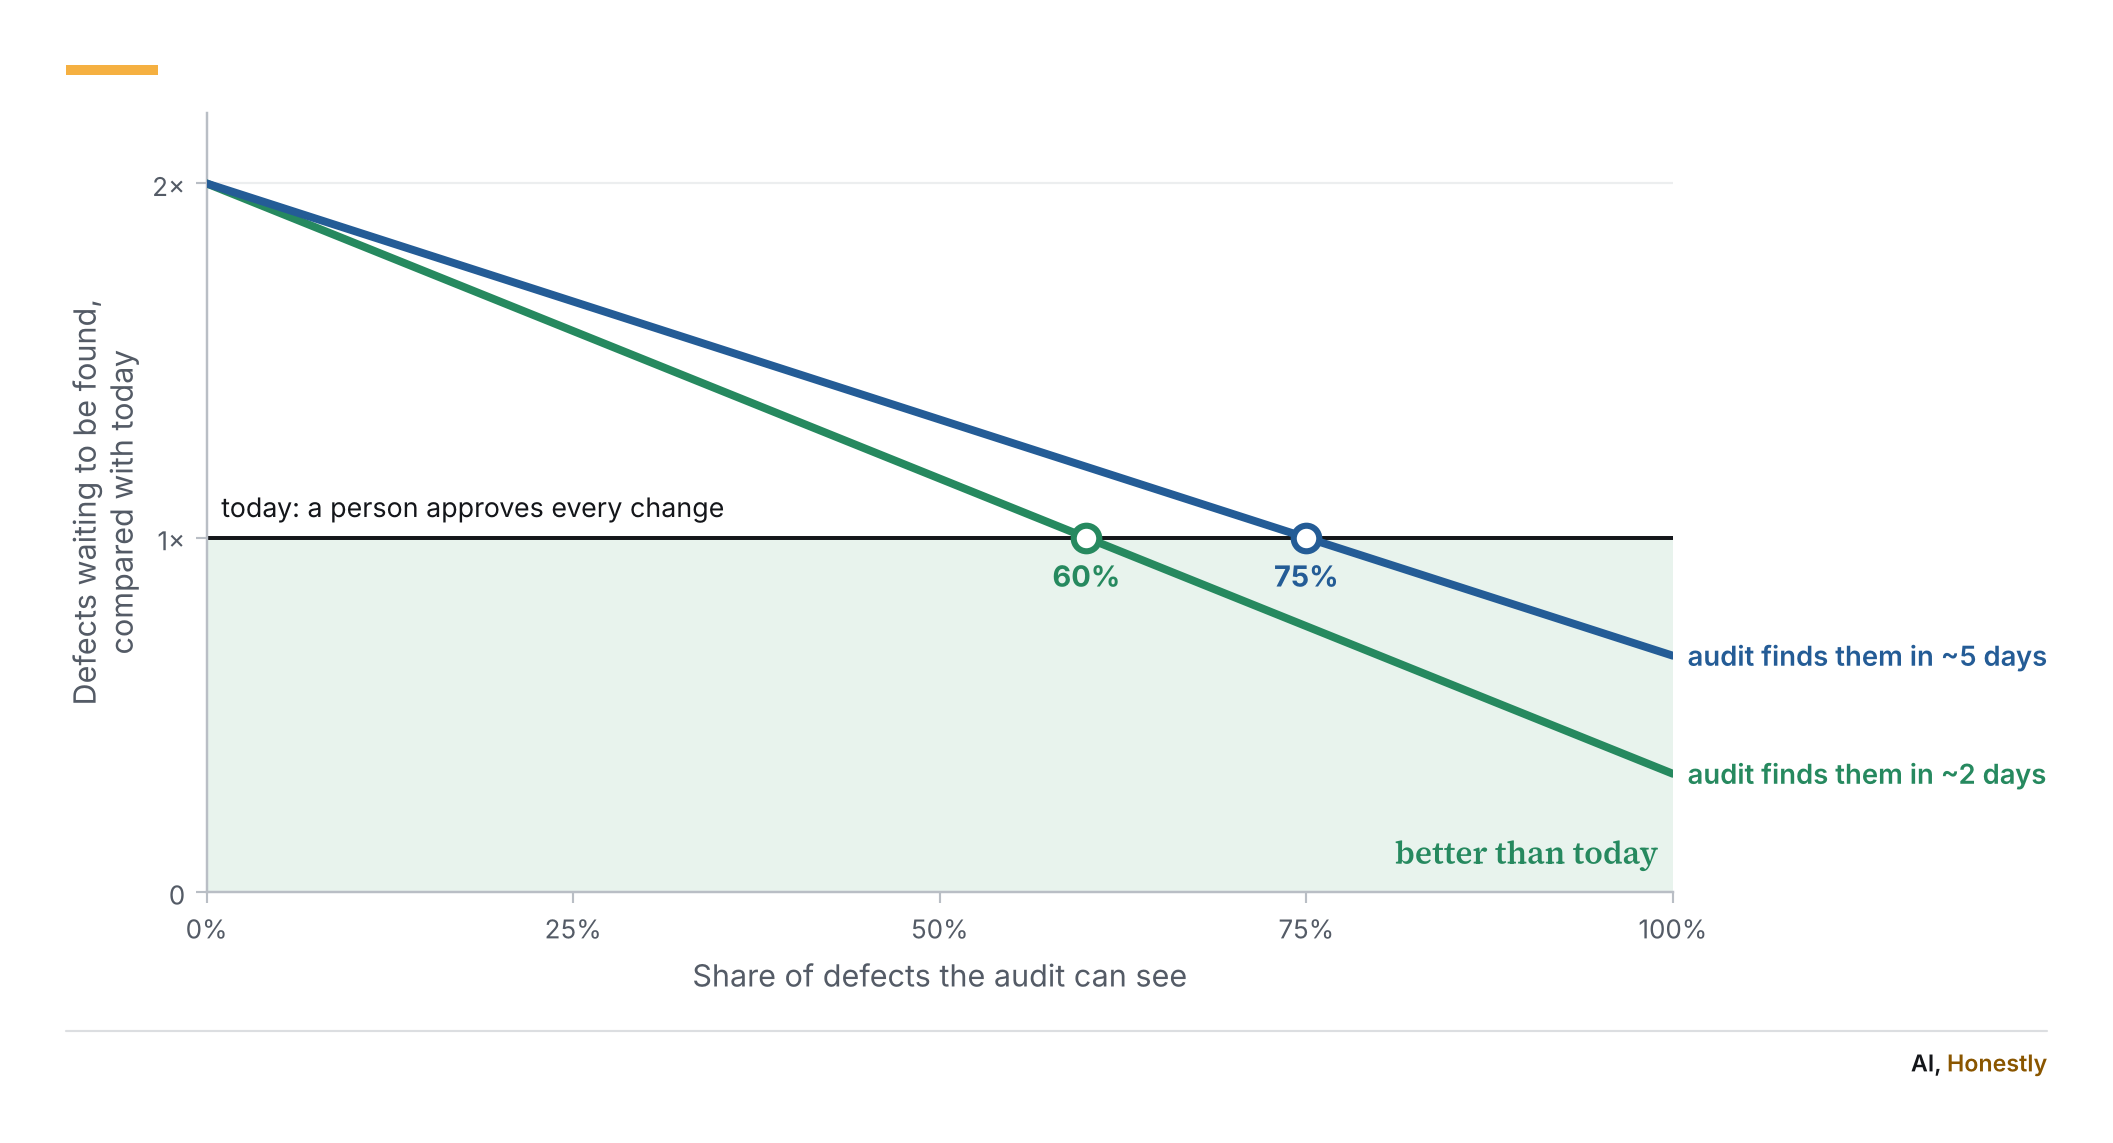 Defects waiting to be found,
compared with today
2×
1×
0
today: a person approves every change
60%
75%
audit finds them in ~5 days
audit finds them in ~2 days
better than today
0%
25%
50%
75%
100%
Share of defects the audit can see
AI, Honestly